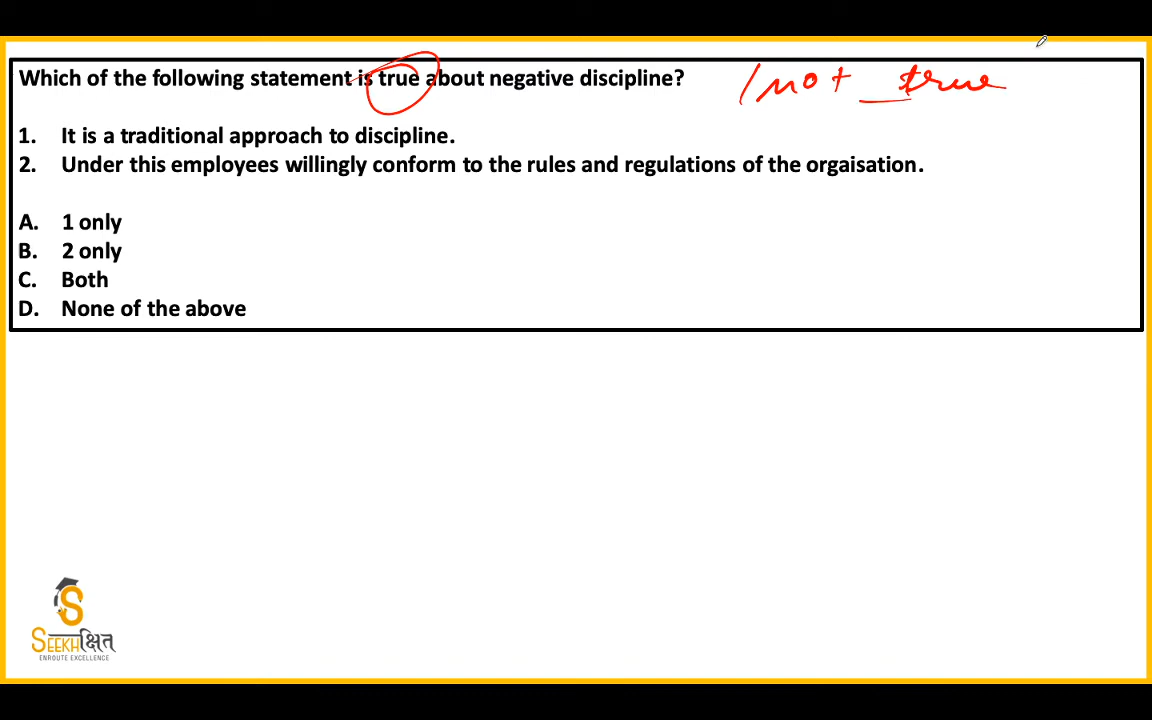 Which of the following statement is true about negative discipline? / not true
1. It is a traditional approach to discipline.
2. Under this employees willingly conform to the rules and regulations of the orgaisation.
A. 1 only
B. 2 only
C. Both
D. None of the above
S
SEEKHक्षित
ENROUTE EXCELLENCE